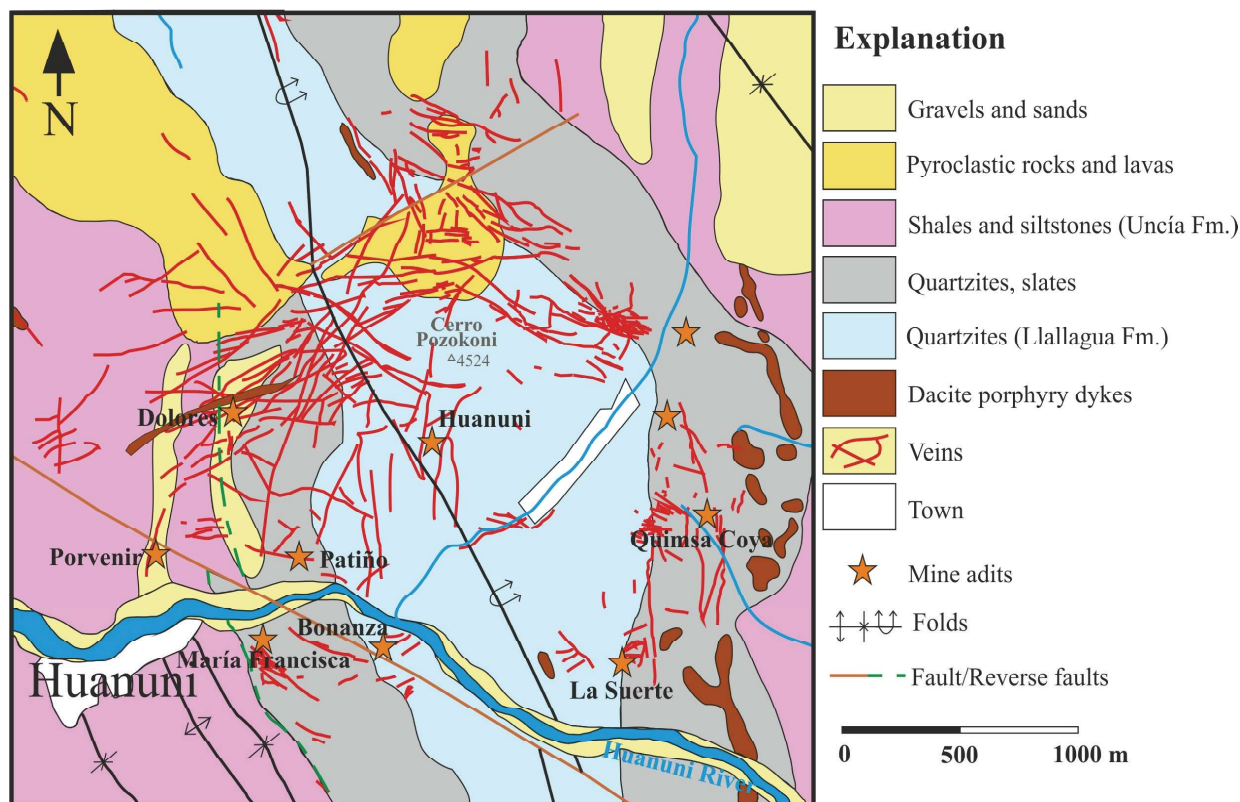 N
Cerro
Pozokoni
4524
Dolores
Huanuni
Quimsa Coya
Porvenir
Patiño
Bonanza
María Francisca
Huanuni
La Suerte
Huanuni River
Explanation
Gravels and sands
Pyroclastic rocks and lavas
Shales and siltstones (Uncía Fm.)
Quartzites, slates
Quartzites (Llallagua Fm.)
Dacite porphyry dykes
Veins
Town
Mine adits
Folds
Fault/Reverse faults
0 500 1000 m